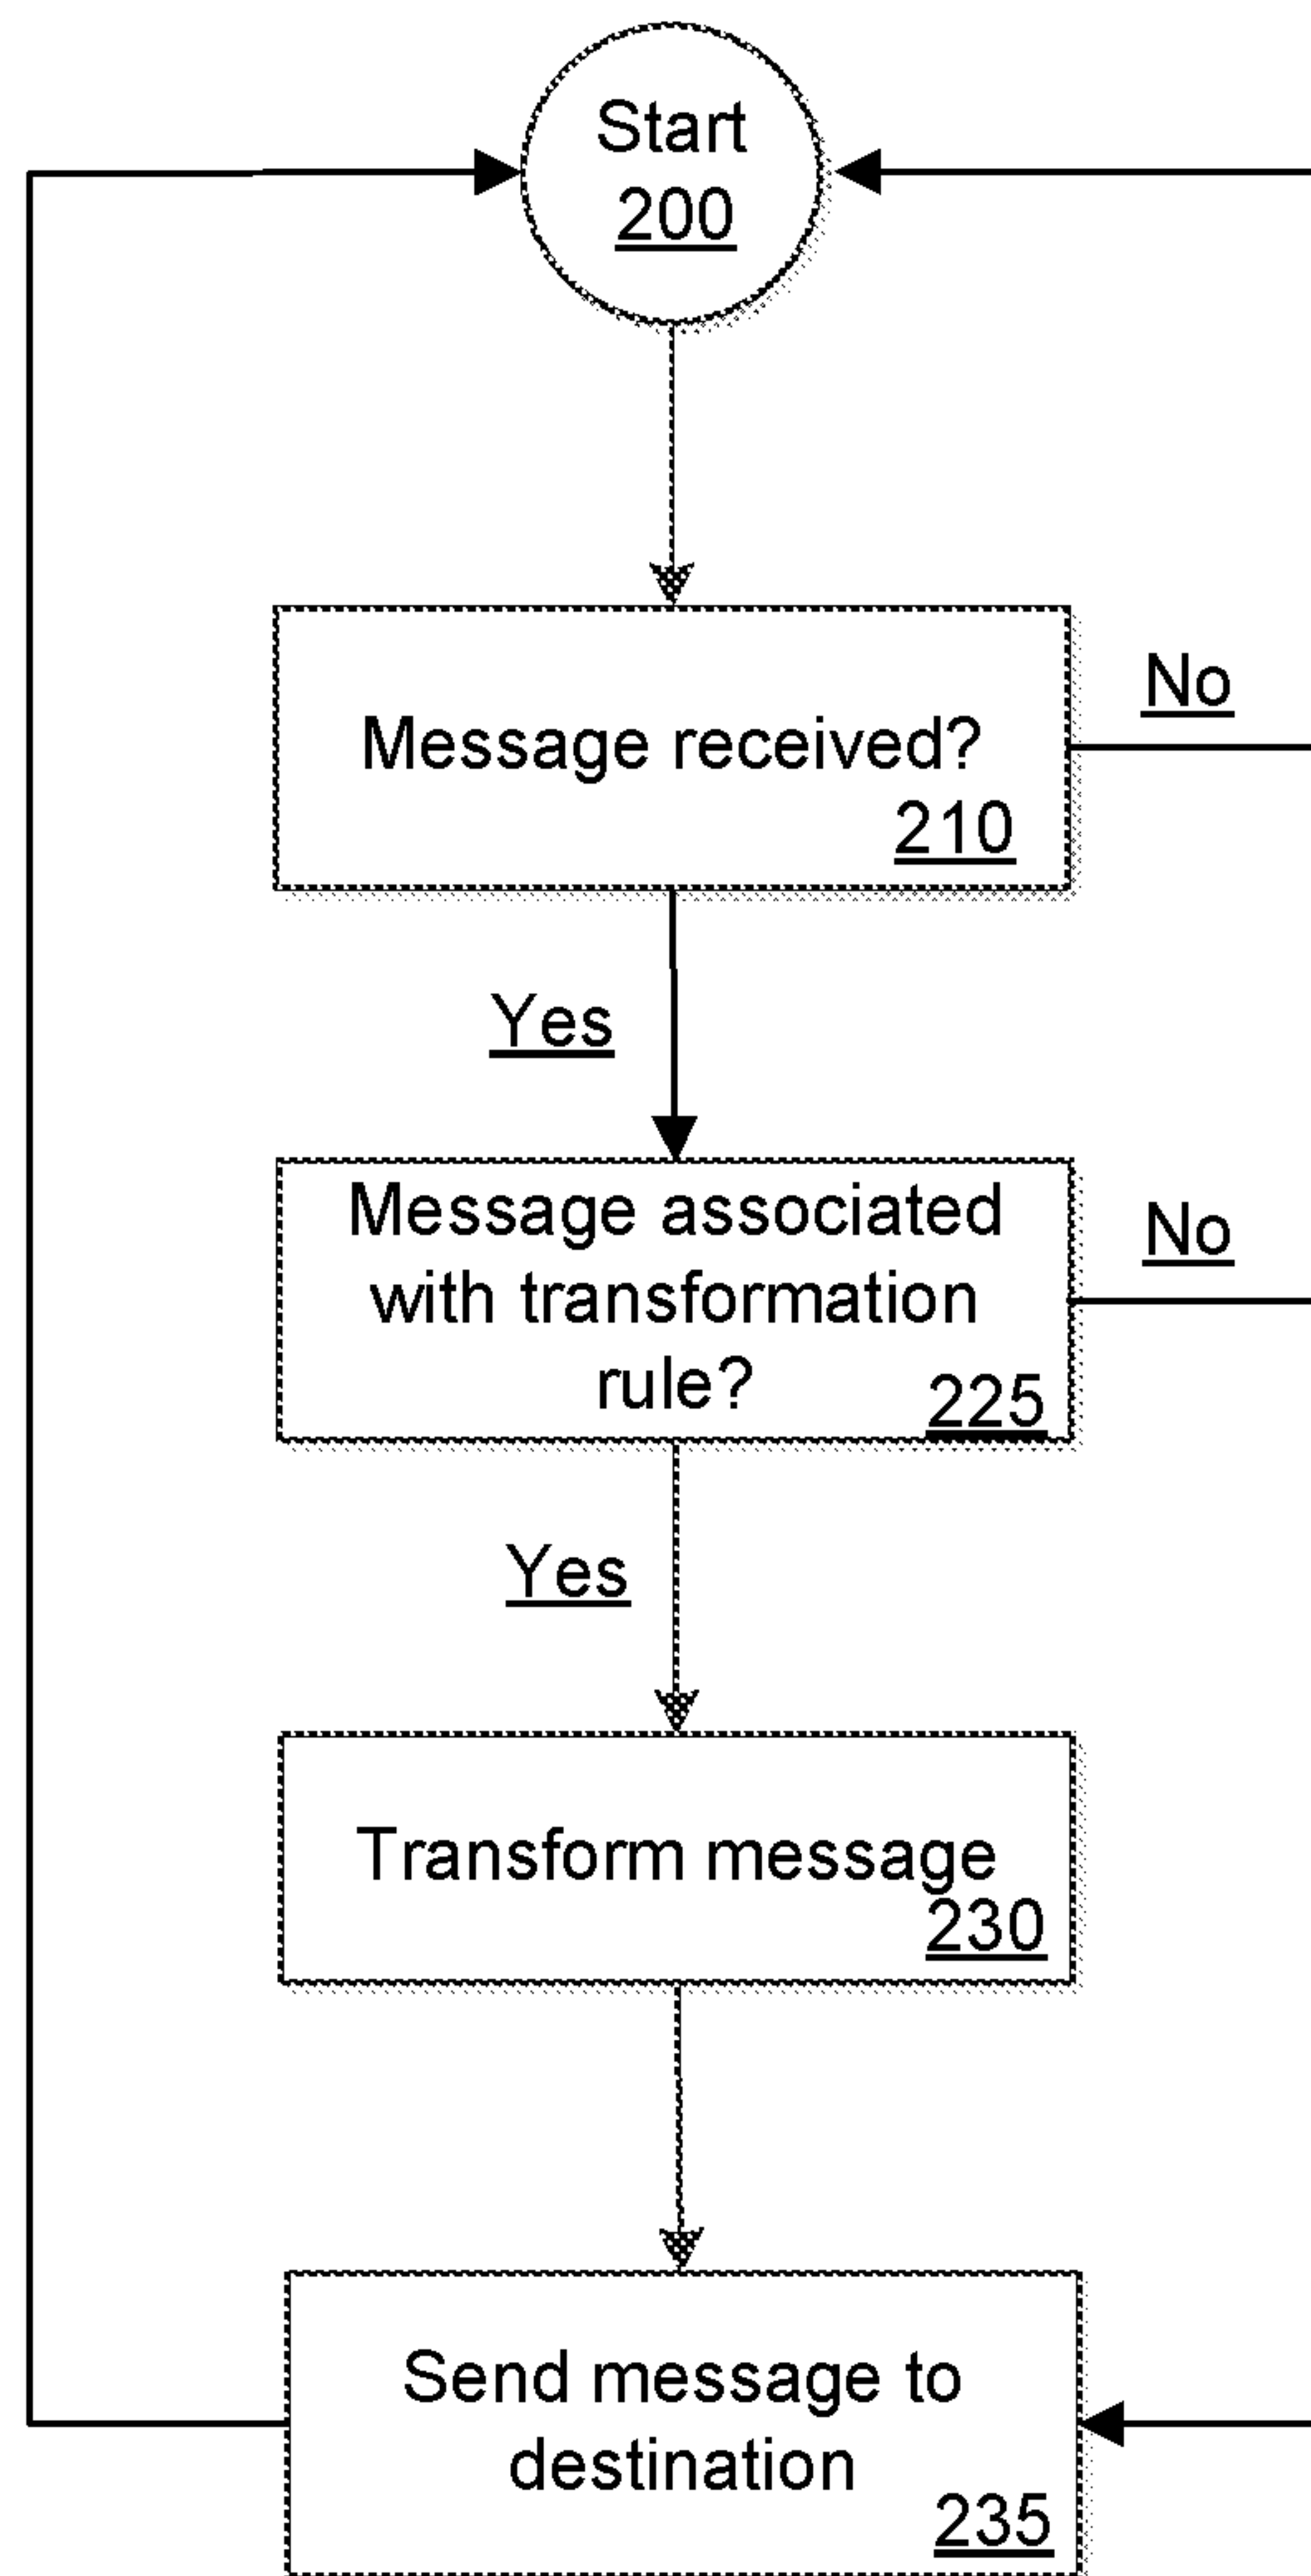 Start
200
Message received?
210
No
Yes
Message associated
with transformation
rule?
225
No
Yes
Transform message
230
Send message to
destination
235